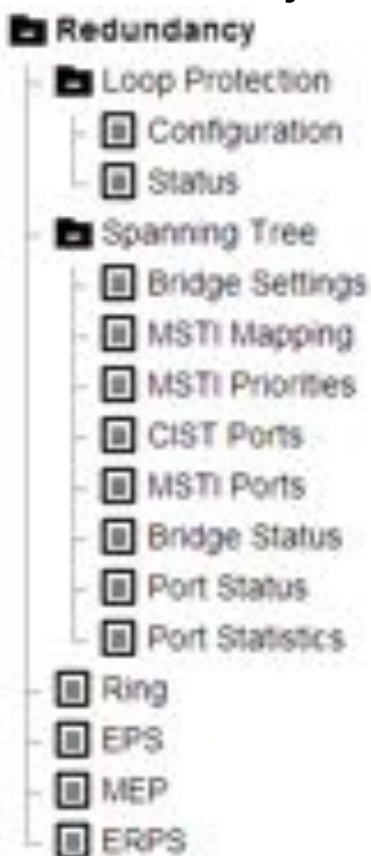 Redundancy
Loop Protection
Configuration
Status
Spanning Tree
Bridge Settings
MSTI Mapping
MSTI Priorities
CIST Ports
MSTI Ports
Bridge Status
Port Status
Port Statistics
Ring
EPS
MEP
ERPS